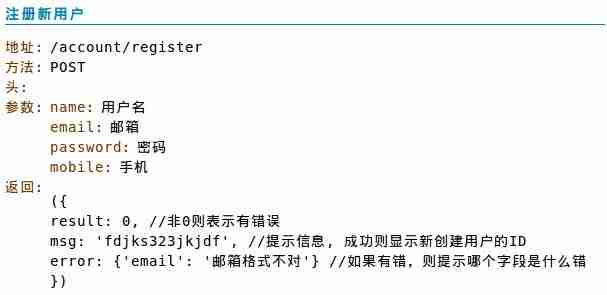 注册新用户
地址: /account/register
方法: POST
头:
参数: name: 用户名
email: 邮箱
password: 密码
mobile: 手机
返回:
({
result: 0, //非0则表示有错误
msg: 'fdjks323jkjdf', //提示信息, 成功则显示新创建用户的ID
error: {'email': '邮箱格式不对'} //如果有错, 则提示哪个字段是什么错
})